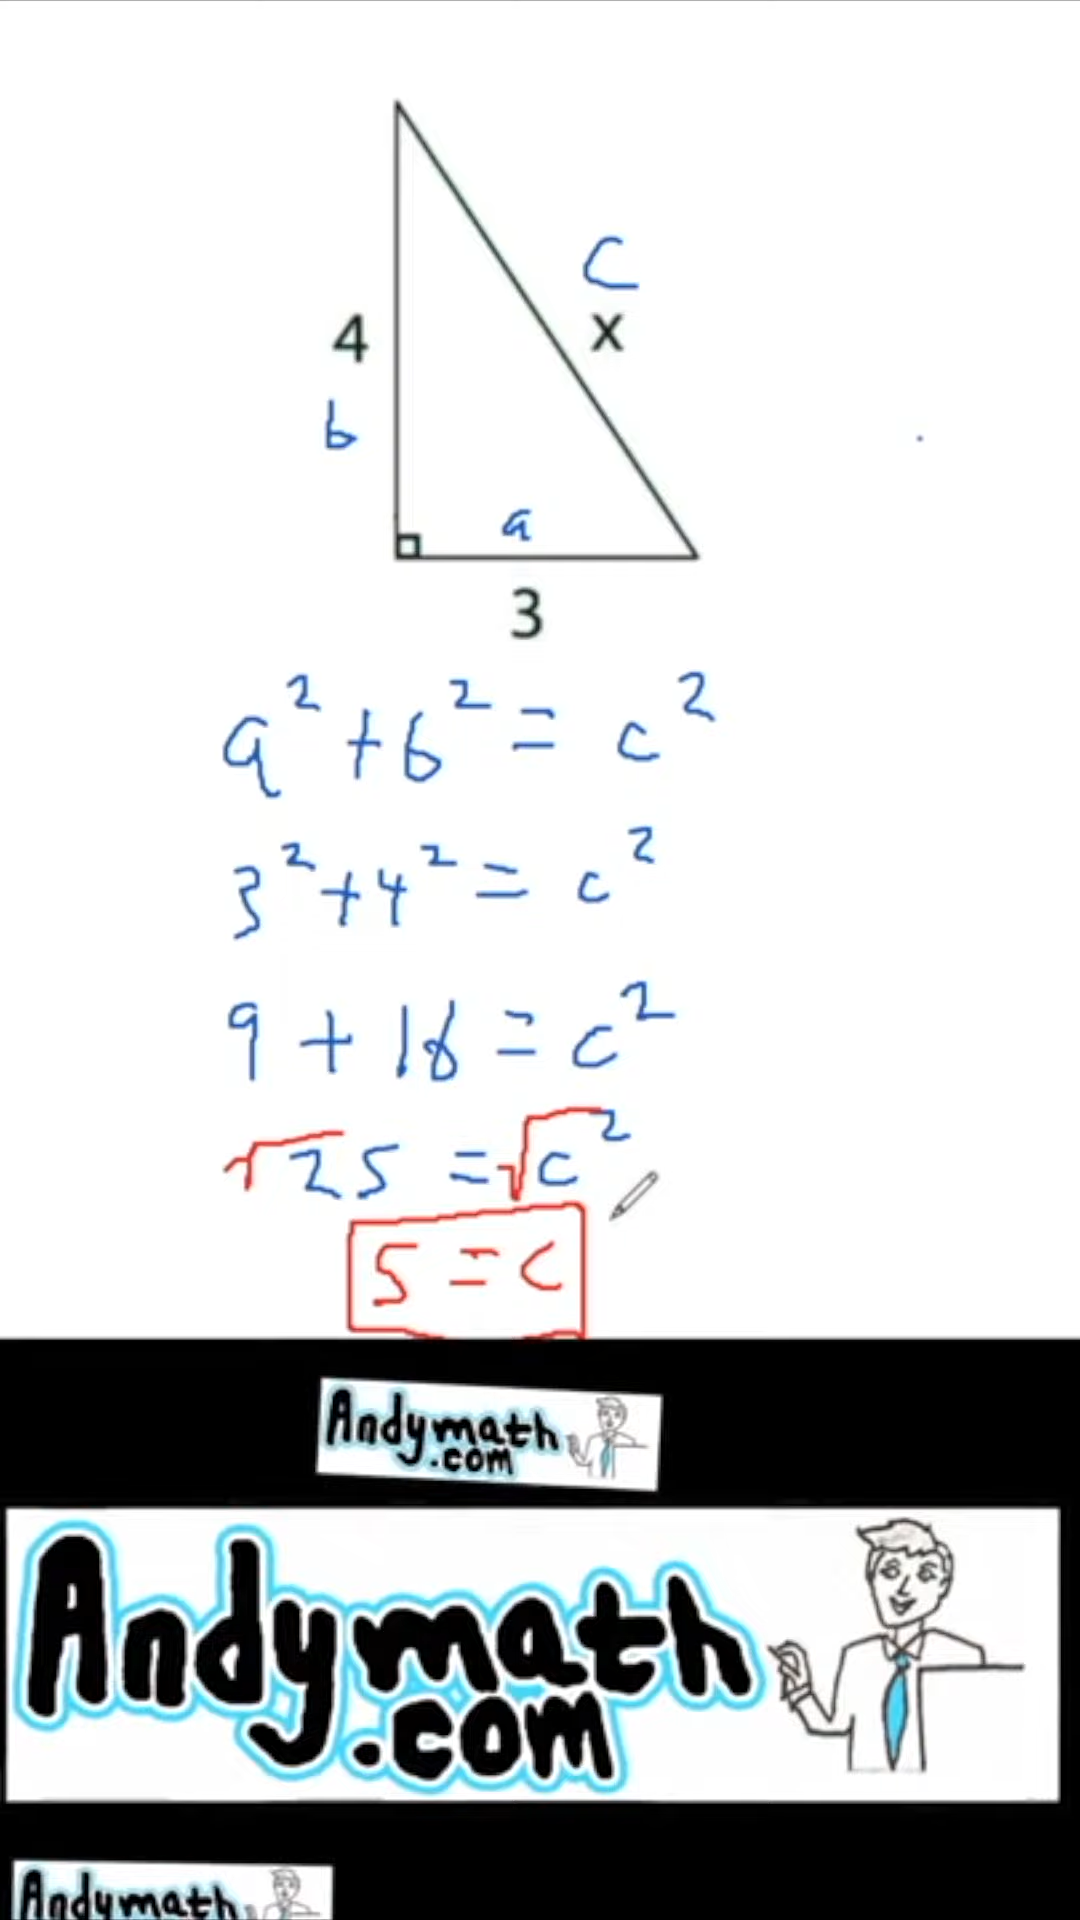 C
4
x
b
a
3
a² + b² = c²
3² + 4² = c²
9 + 16 = c²
√25 = √c²
5 = c
Andymath
.com
Andymath
.com
Andymath